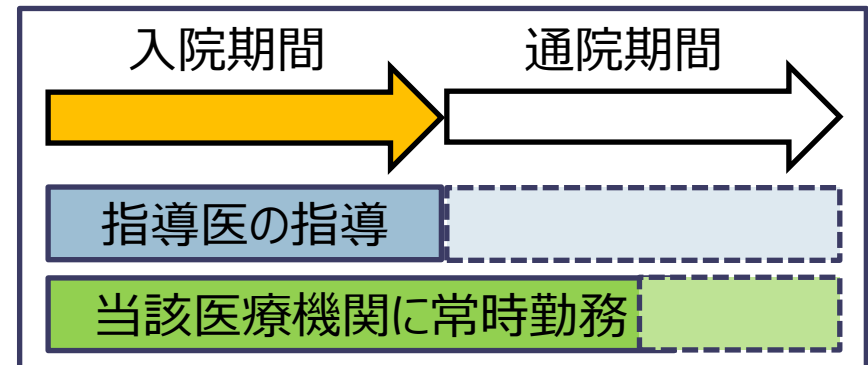 入院期間
通院期間
指導医の指導
当該医療機関に常時勤務